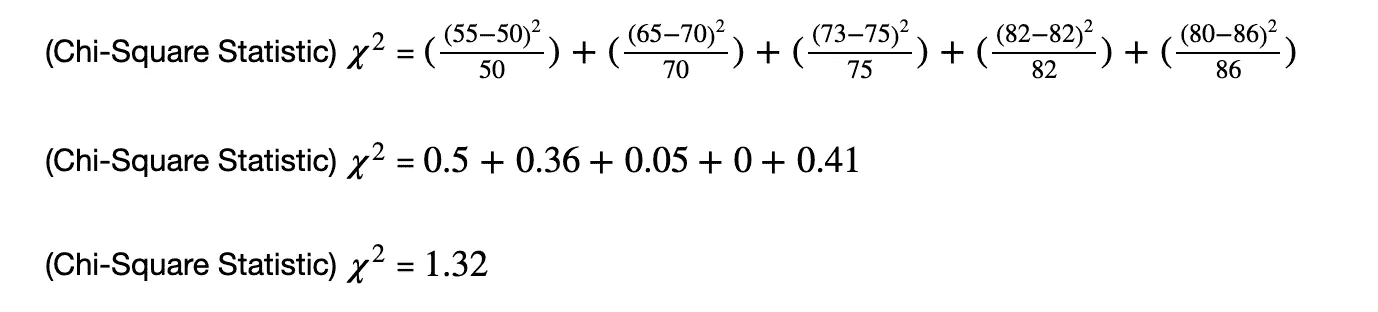 (Chi-Square Statistic) χ² = ((55−50)²/50) + ((65−70)²/70) + ((73−75)²/75) + ((82−82)²/82) + ((80−86)²/86)
(Chi-Square Statistic) χ² = 0.5 + 0.36 + 0.05 + 0 + 0.41
(Chi-Square Statistic) χ² = 1.32